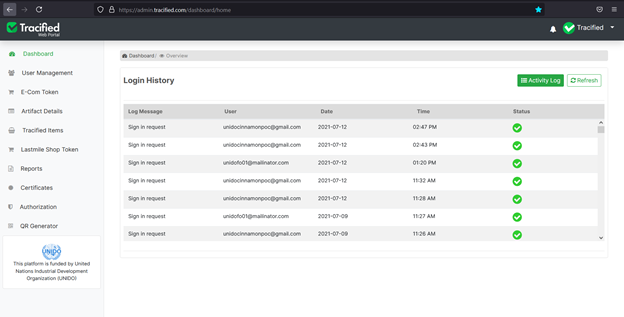 https://admin.tracified.com/dashboard/home
Tracified
Web Portal
Tracified
Dashboard
User Management
E-Com Token
Artifact Details
Tracified Items
Lastmile Shop Token
Reports
Certificates
Authorization
QR Generator
UNIDO
This platform is funded by United
Nations Industrial Development
Organization (UNIDO)
Dashboard / Overview
Login History
Activity Log
Refresh
Log Message User Date Time Status
Sign in request unidocinnamonpoc@gmail.com 2021-07-12 02:47 PM
Sign in request unidocinnamonpoc@gmail.com 2021-07-12 02:43 PM
Sign in request unidofo01@mailinator.com 2021-07-12 01:20 PM
Sign in request unidocinnamonpoc@gmail.com 2021-07-12 11:32 AM
Sign in request unidocinnamonpoc@gmail.com 2021-07-12 11:28 AM
Sign in request unidofo01@mailinator.com 2021-07-09 11:27 AM
Sign in request unidocinnamonpoc@gmail.com 2021-07-09 11:26 AM